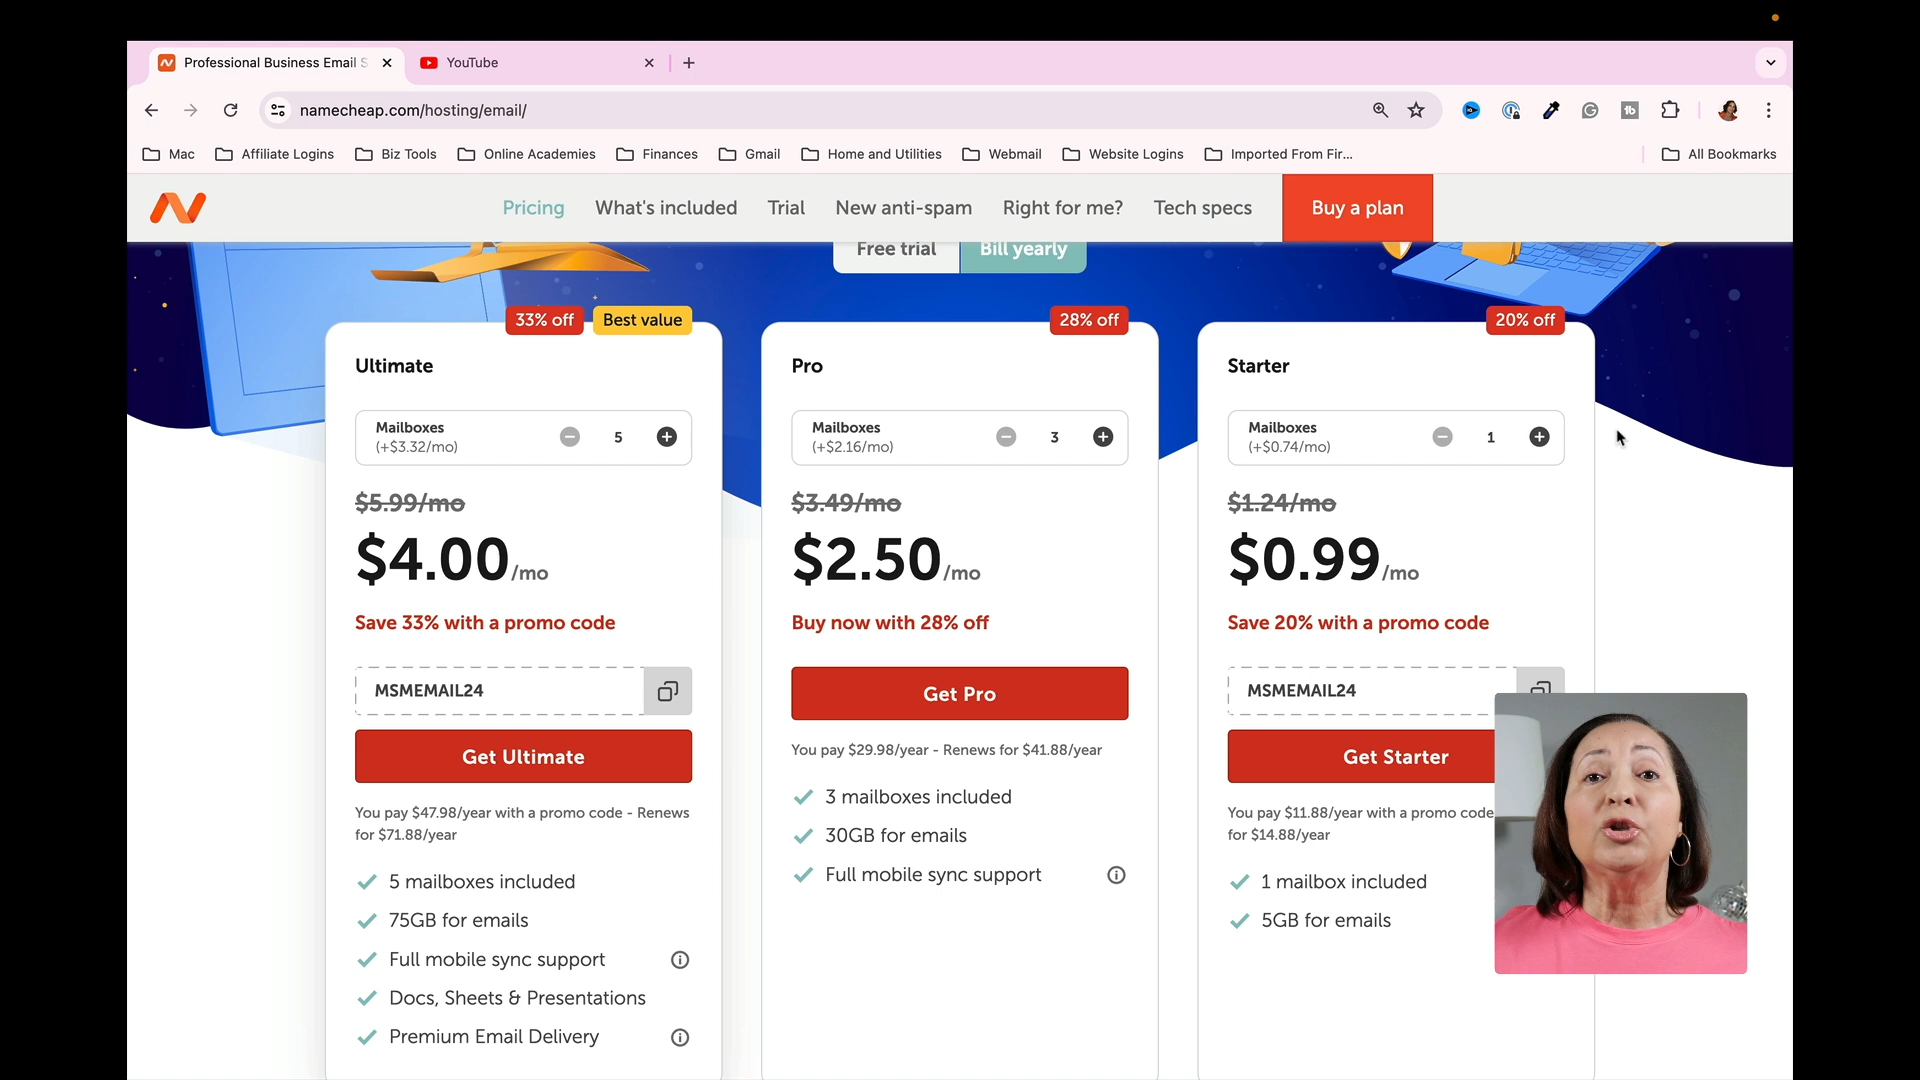 Professional Business Email S
YouTube
namecheap.com/hosting/email/
Mac
Affiliate Logins
Biz Tools
Online Academies
Finances
Gmail
Home and Utilities
Webmail
Website Logins
Imported From Fir...
All Bookmarks
Pricing
What's included
Trial
New anti-spam
Right for me?
Tech specs
Buy a plan
Free trial
Bill yearly
33% off
Best value
Ultimate
Mailboxes
(+$3.32/mo)
5
$5.99/mo
$4.00/mo
Save 33% with a promo code
MSMEMAIL24
Get Ultimate
You pay $47.98/year with a promo code - Renews
for $71.88/year
5 mailboxes included
75GB for emails
Full mobile sync support
Docs, Sheets & Presentations
Premium Email Delivery
28% off
Pro
Mailboxes
(+$2.16/mo)
3
$3.49/mo
$2.50/mo
Buy now with 28% off
Get Pro
You pay $29.98/year - Renews for $41.88/year
3 mailboxes included
30GB for emails
Full mobile sync support
20% off
Starter
Mailboxes
(+$0.74/mo)
1
$1.24/mo
$0.99/mo
Save 20% with a promo code
MSMEMAIL24
Get Starter
You pay $11.88/year with a promo code
for $14.88/year
1 mailbox included
5GB for emails